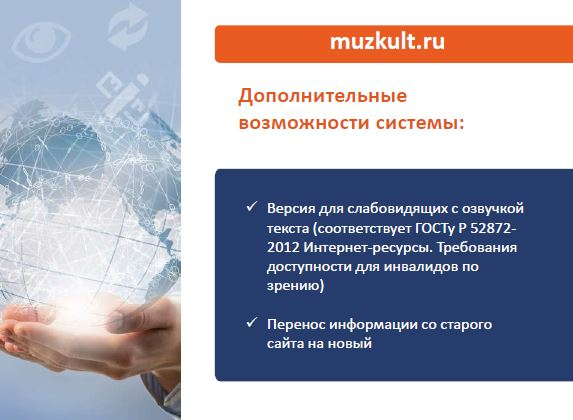 muzkult.ru
Дополнительные
возможности системы:
✓ Версия для слабовидящих с озвучкой
текста (соответствует ГОСТу Р 52872-
2012 Интернет-ресурсы. Требования
доступности для инвалидов по
зрению)
✓ Перенос информации со старого
сайта на новый